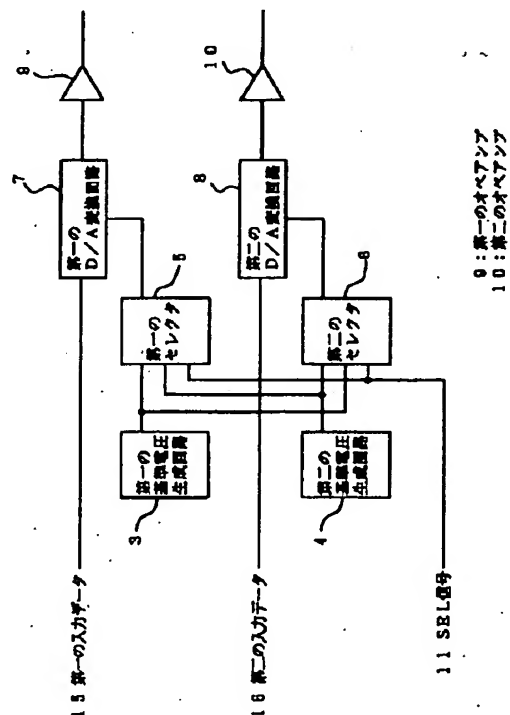 9
7
第一の
D/A変換回路
5
第一の
セレクタ
第一の
基準電圧
生成回路
3
15 第一の入力データ
10
8
第二の
D/A変換回路
6
第二の
セレクタ
第二の
基準電圧
生成回路
4
16 第二の入力データ
11 SEL信号
9:第一のオペアンプ
10:第二のオペアンプ